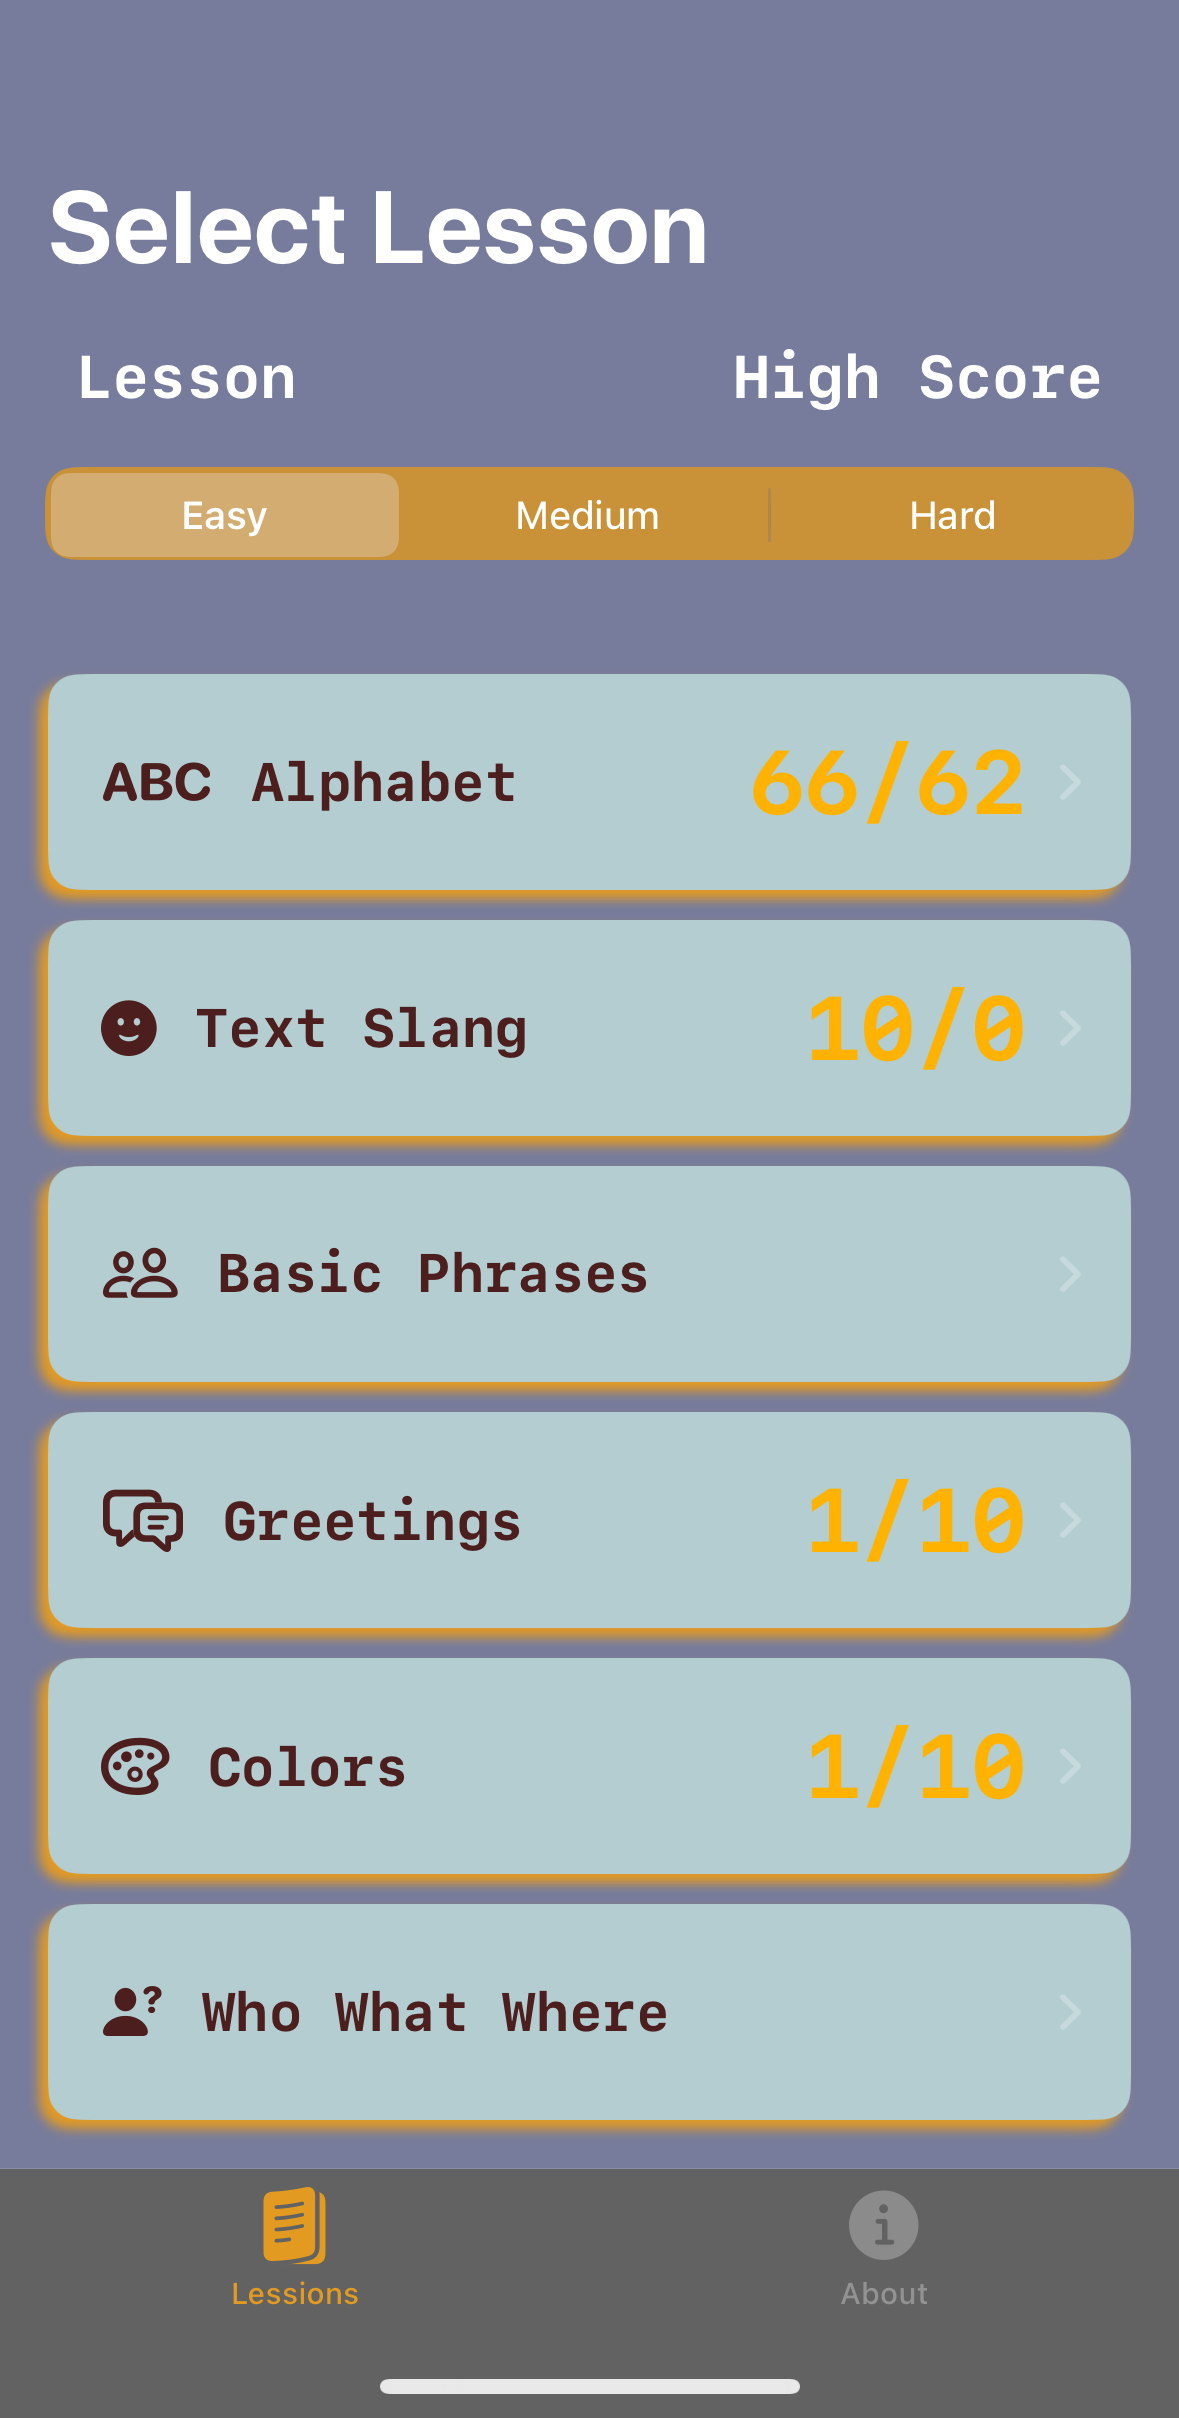 Select Lesson
Lesson High Score
Easy Medium Hard
ABC Alphabet 66/62
Text Slang 10/0
Basic Phrases
Greetings 1/10
Colors 1/10
Who What Where
Lessions About